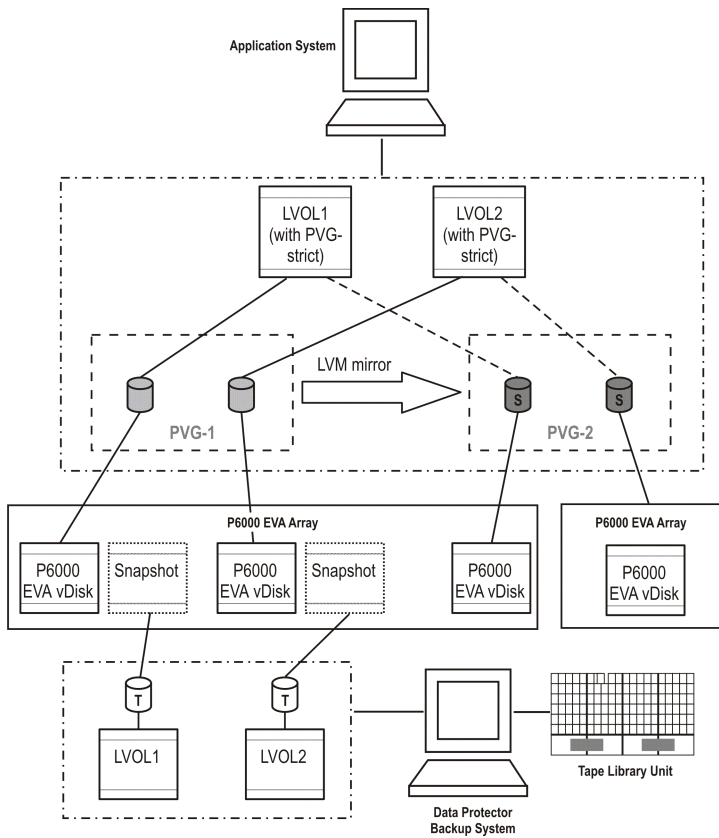 Application System
LVOL1
(with PVG-
strict)
LVOL2
(with PVG-
strict)
LVM mirror
S
S
PVG-1
PVG-2
P6000 EVA Array
P6000 EVA Array
P6000
EVA vDisk
Snapshot
P6000
EVA vDisk
Snapshot
P6000
EVA vDisk
P6000
EVA vDisk
T
T
LVOL1
LVOL2
Tape Library Unit
Data Protector
Backup System